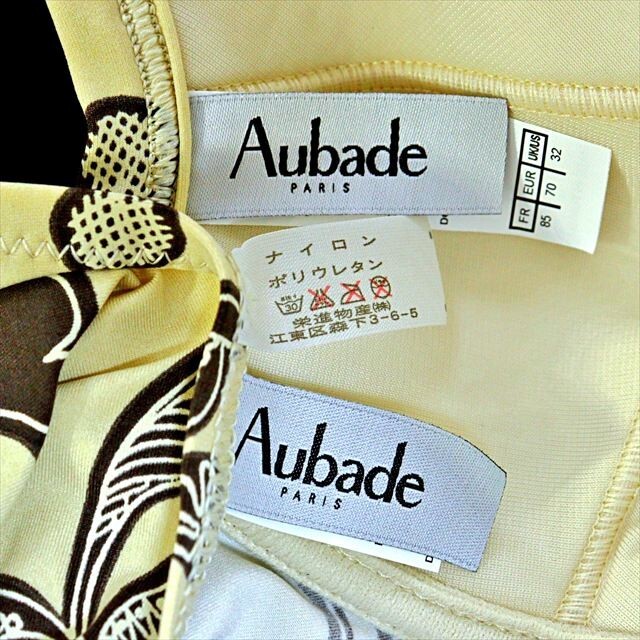 Aubade
PARIS
FR EUR UK/US
85 70 32
ナイロン
ポリウレタン
30
栄進物産㈱
江東区森下3-6-5
Aubade
PARIS